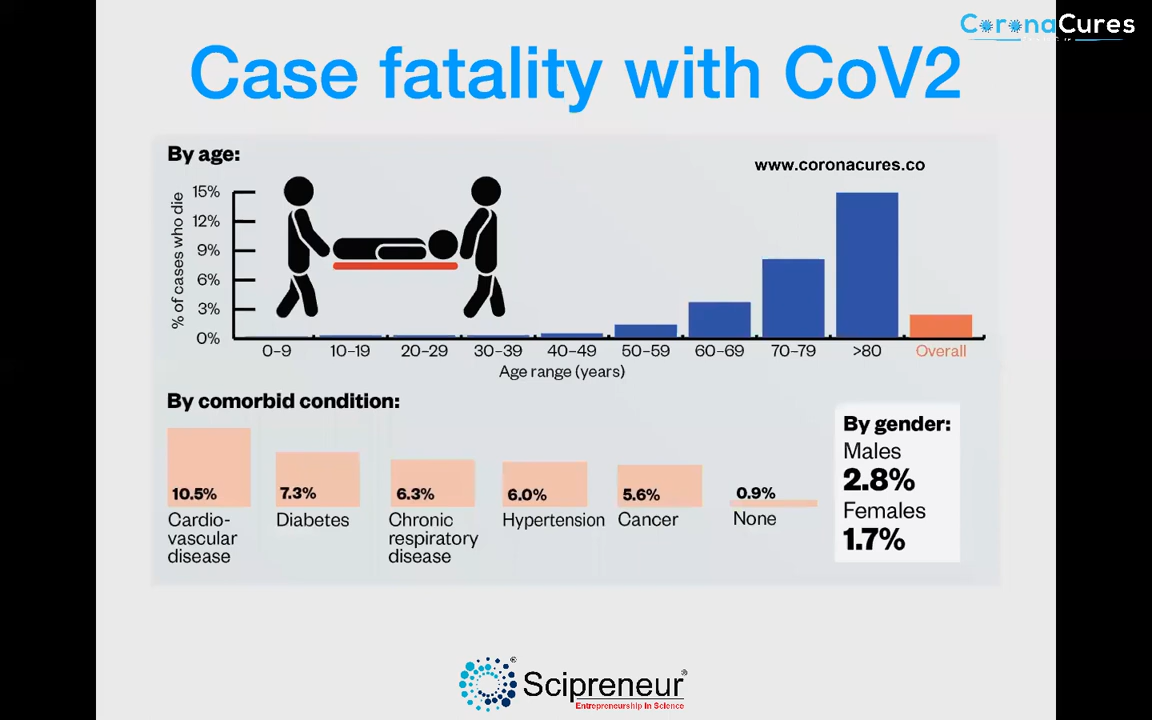 CoronaCures
Case fatality with CoV2
By age:
www.coronacures.co
% of cases who die
15%
12%
9%
6%
3%
0%
0–9 10–19 20–29 30–39 40–49 50–59 60–69 70–79 >80 Overall
Age range (years)
By comorbid condition:
10.5%
Cardio-
vascular
disease
7.3%
Diabetes
6.3%
Chronic
respiratory
disease
6.0%
Hypertension
5.6%
Cancer
0.9%
None
By gender:
Males
2.8%
Females
1.7%
Scipreneur®
Entrepreneurship In Science